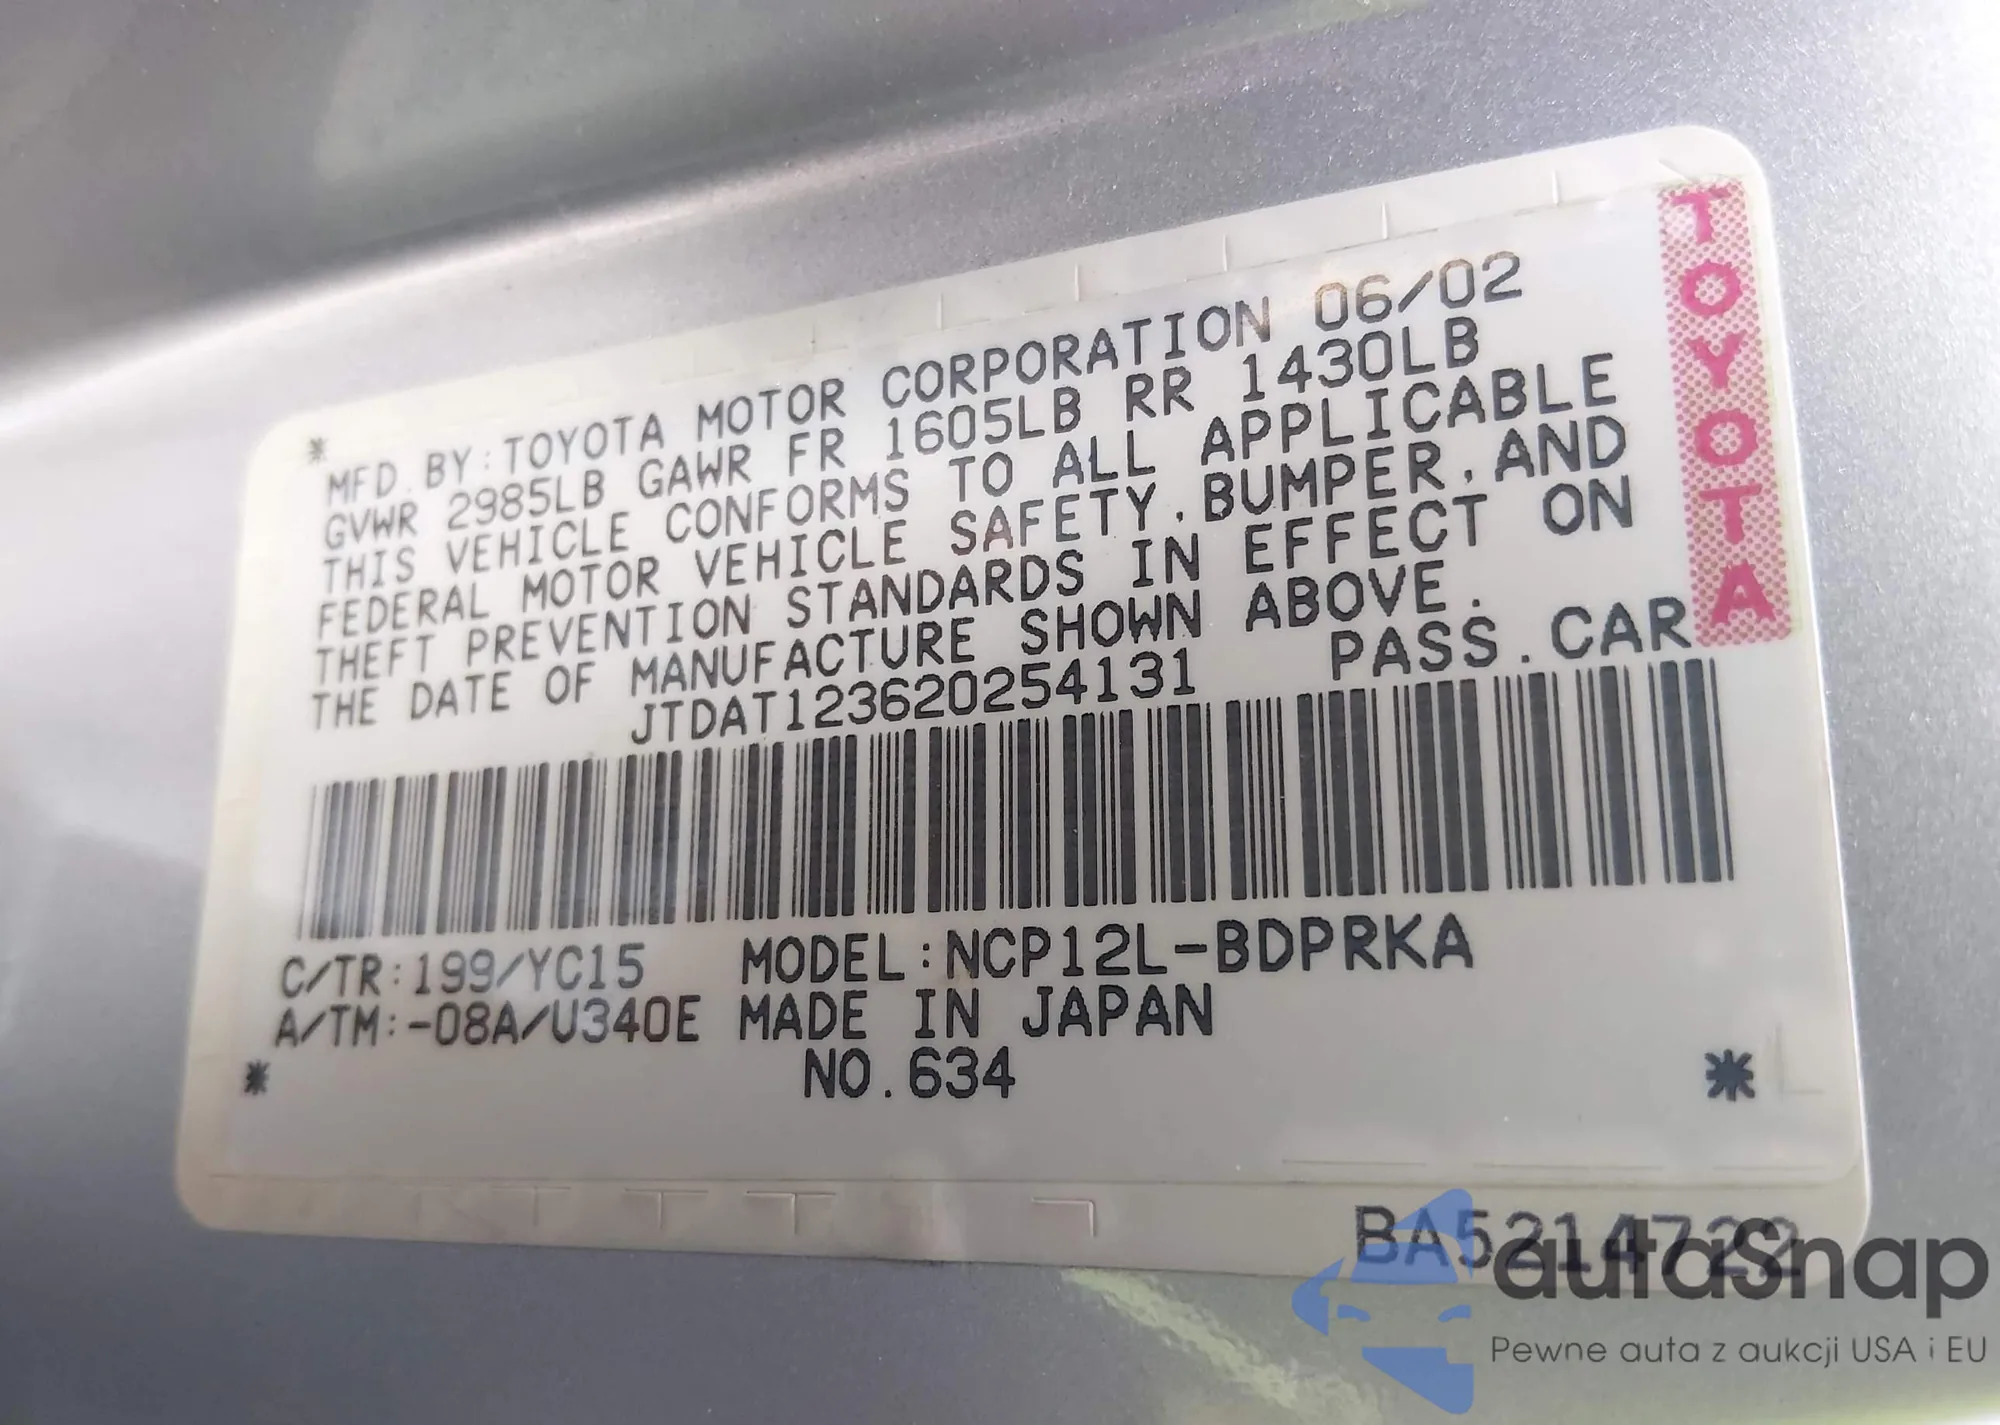 * MFD.BY:TOYOTA MOTOR CORPORATION 06/02
GVWR 2985LB GAWR FR 1605LB RR 1430LB
THIS VEHICLE CONFORMS TO ALL APPLICABLE
FEDERAL MOTOR VEHICLE SAFETY,BUMPER,AND
THEFT PREVENTION STANDARDS IN EFFECT ON
THE DATE OF MANUFACTURE SHOWN ABOVE.
JTDAT123620254131 PASS.CAR
C/TR:199/YC15 MODEL:NCP12L-BDPRKA
A/TM:-08A/U340E MADE IN JAPAN
* NO.634 *
TOYOTA
BA5214722
autaSnap
Pewne auta z aukcji USA i EU